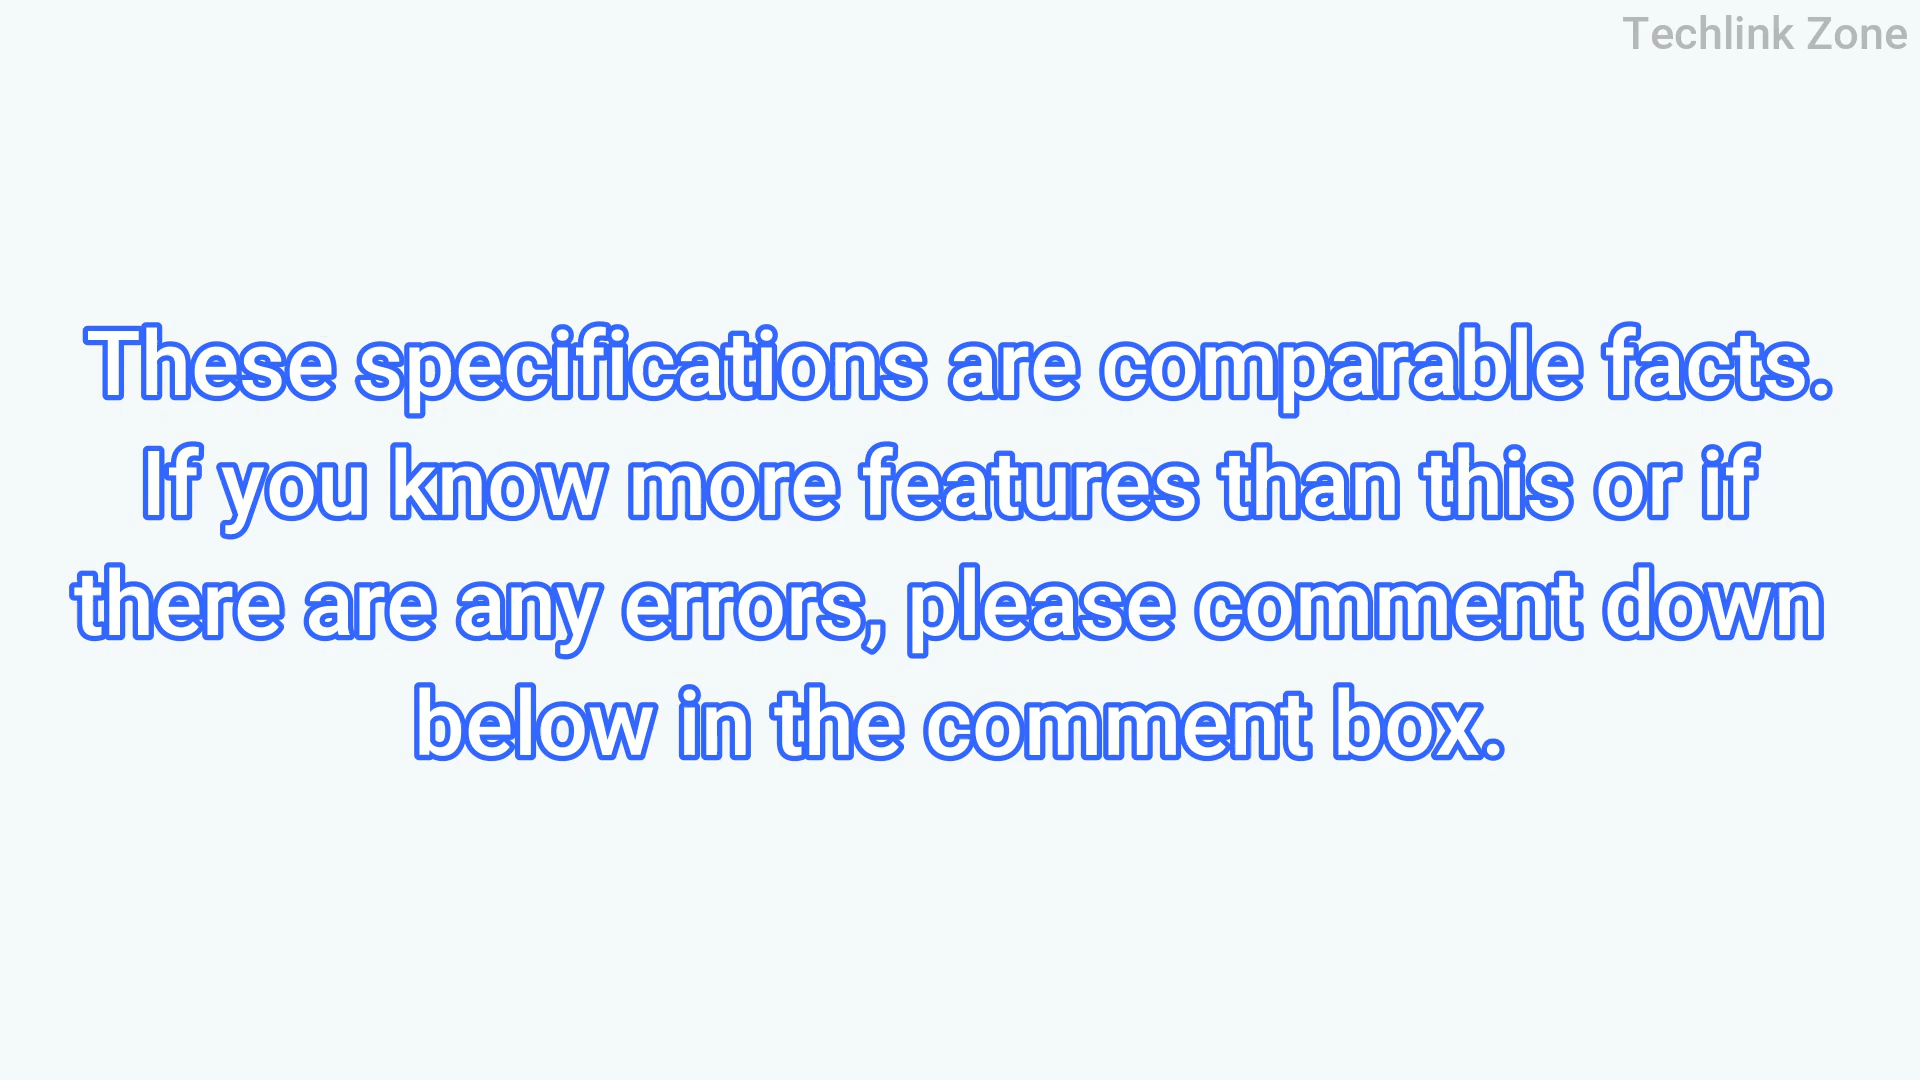 Techlink Zone
These specifications are comparable facts.
If you know more features than this or if
there are any errors, please comment down
below in the comment box.